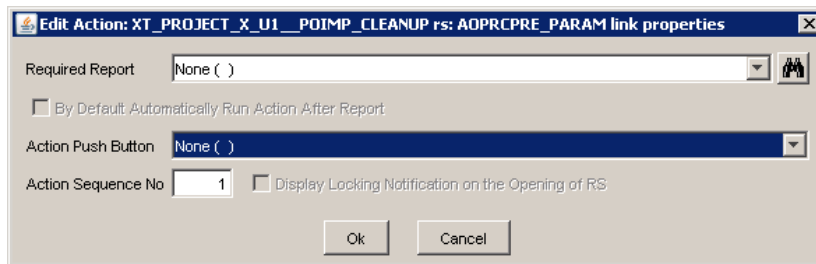 Edit Action: XT_PROJECT_X_U1__POIMP_CLEANUP rs: AOPRCPRE_PARAM link properties
Required Report None ( )
By Default Automatically Run Action After Report
Action Push Button None ( )
Action Sequence No 1 Display Locking Notification on the Opening of RS
Ok Cancel